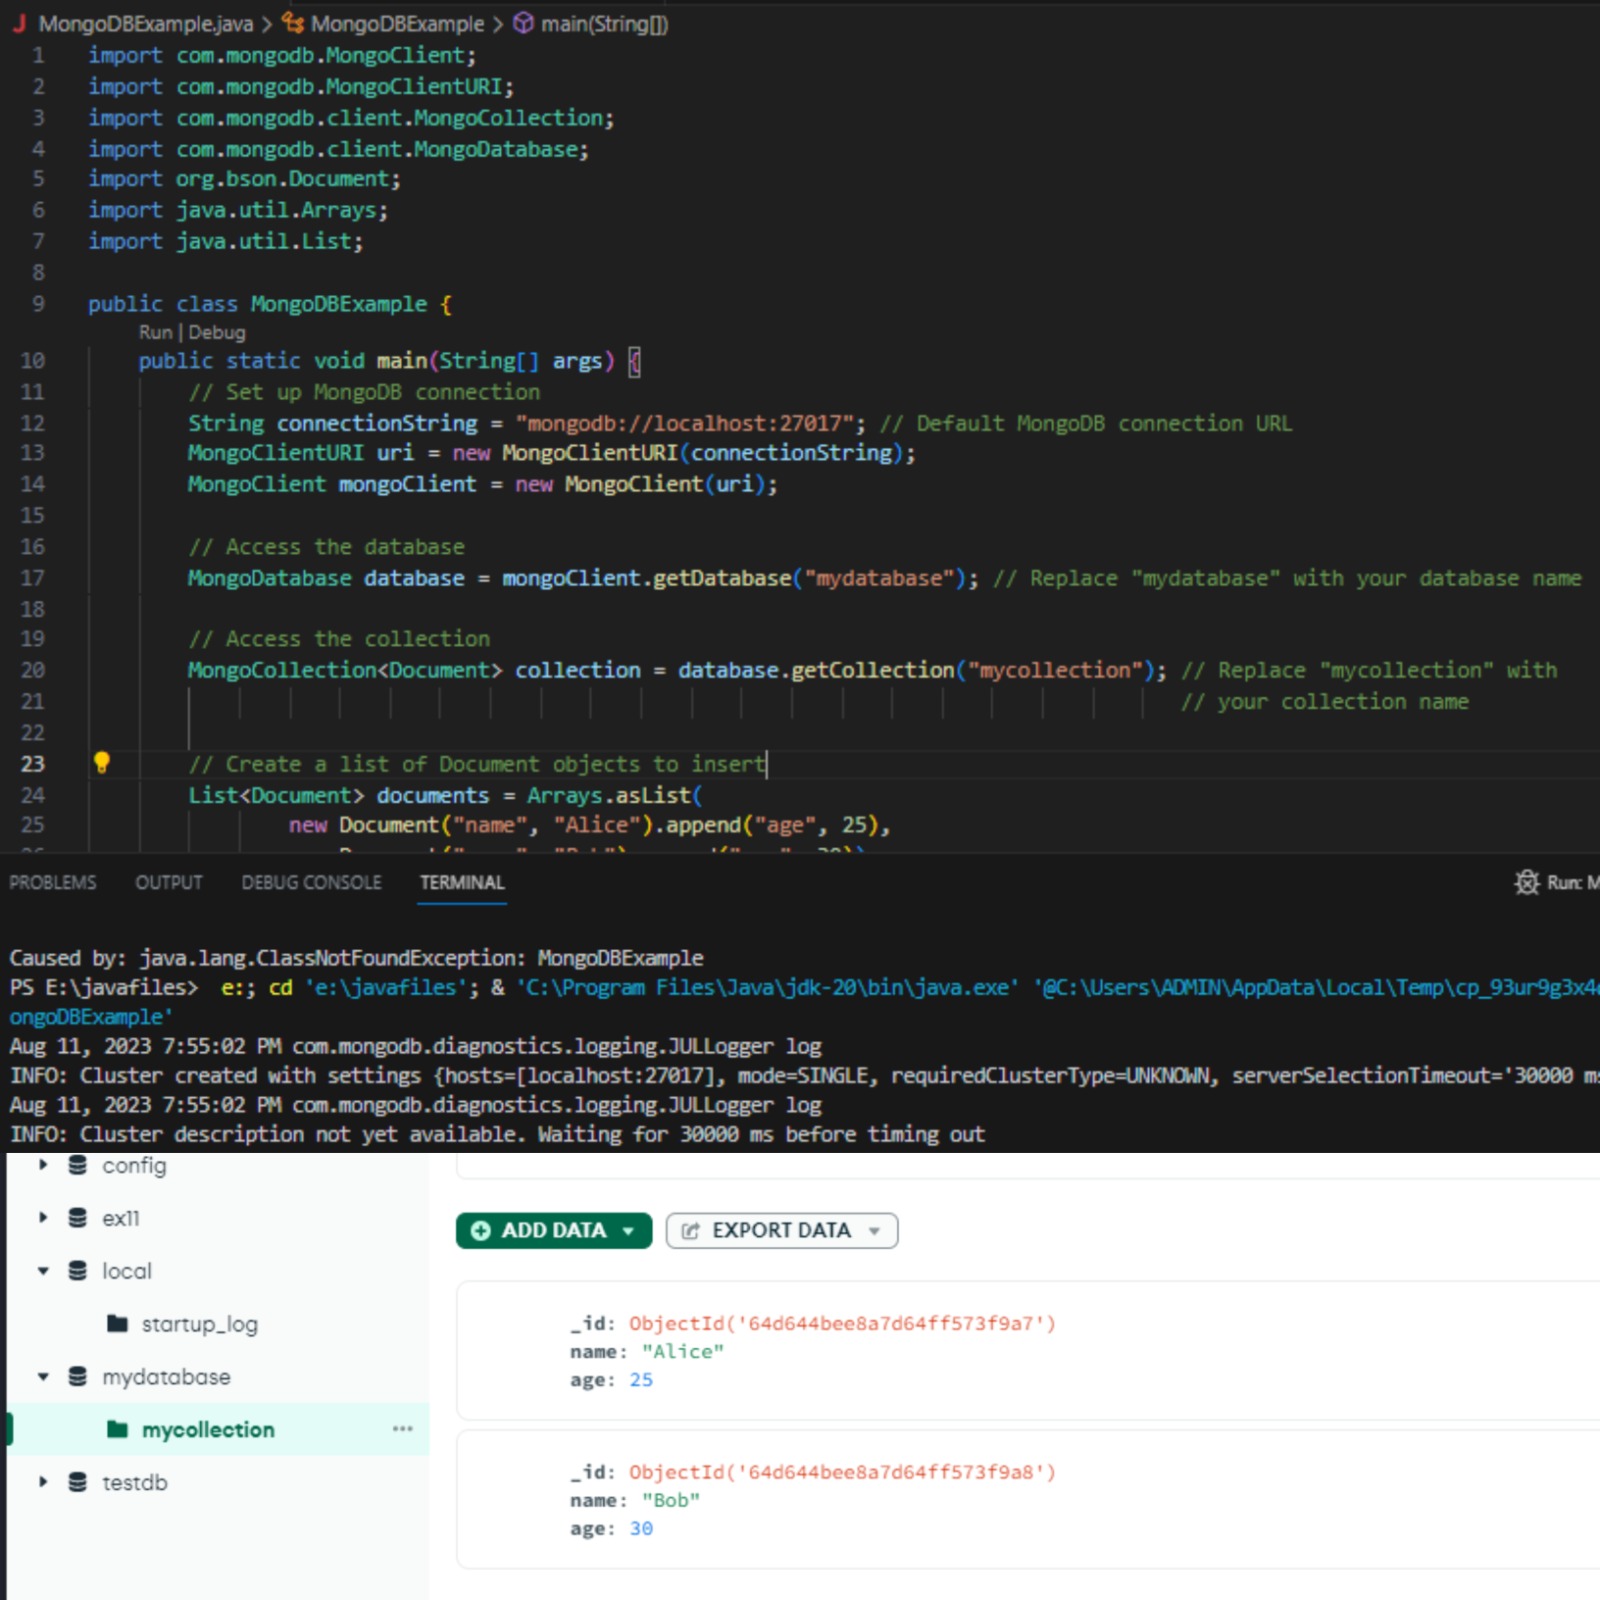 MongoDBExample.java > MongoDBExample > main(String[])
1 import com.mongodb.MongoClient;
2 import com.mongodb.MongoClientURI;
3 import com.mongodb.client.MongoCollection;
4 import com.mongodb.client.MongoDatabase;
5 import org.bson.Document;
6 import java.util.Arrays;
7 import java.util.List;
8
9 public class MongoDBExample {
Run | Debug
10 public static void main(String[] args) {
11 // Set up MongoDB connection
12 String connectionString = "mongodb://localhost:27017"; // Default MongoDB connection URL
13 MongoClientURI uri = new MongoClientURI(connectionString);
14 MongoClient mongoClient = new MongoClient(uri);
15
16 // Access the database
17 MongoDatabase database = mongoClient.getDatabase("mydatabase"); // Replace "mydatabase" with your database name
18
19 // Access the collection
20 MongoCollection<Document> collection = database.getCollection("mycollection"); // Replace "mycollection" with
21 // your collection name
22
23 // Create a list of Document objects to insert
24 List<Document> documents = Arrays.asList(
25 new Document("name", "Alice").append("age", 25),
PROBLEMS OUTPUT DEBUG CONSOLE TERMINAL Run: M
Caused by: java.lang.ClassNotFoundException: MongoDBExample
PS E:\javafiles> e:; cd 'e:\javafiles'; & 'C:\Program Files\Java\jdk-20\bin\java.exe' '@C:\Users\ADMIN\AppData\Local\Temp\cp_93ur9g3x4
ongoDBExample'
Aug 11, 2023 7:55:02 PM com.mongodb.diagnostics.logging.JULLogger log
INFO: Cluster created with settings {hosts=[localhost:27017], mode=SINGLE, requiredClusterType=UNKNOWN, serverSelectionTimeout='30000 ms
Aug 11, 2023 7:55:02 PM com.mongodb.diagnostics.logging.JULLogger log
INFO: Cluster description not yet available. Waiting for 30000 ms before timing out
config
ex11
local
startup_log
mydatabase
mycollection ...
testdb
ADD DATA EXPORT DATA
_id: ObjectId('64d644bee8a7d64ff573f9a7')
name: "Alice"
age: 25
_id: ObjectId('64d644bee8a7d64ff573f9a8')
name: "Bob"
age: 30